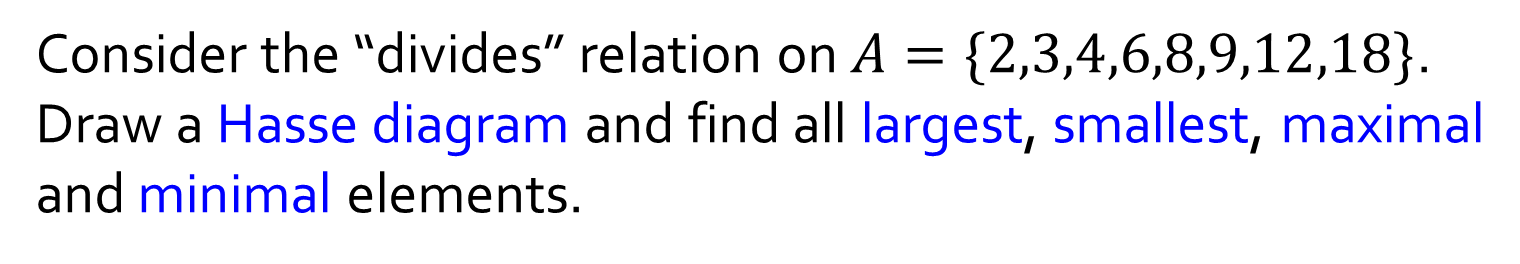 Consider the “divides” relation on 𝐴 = {2,3,4,6,8,9,12,18}.
Draw a Hasse diagram and find all largest, smallest, maximal
and minimal elements.